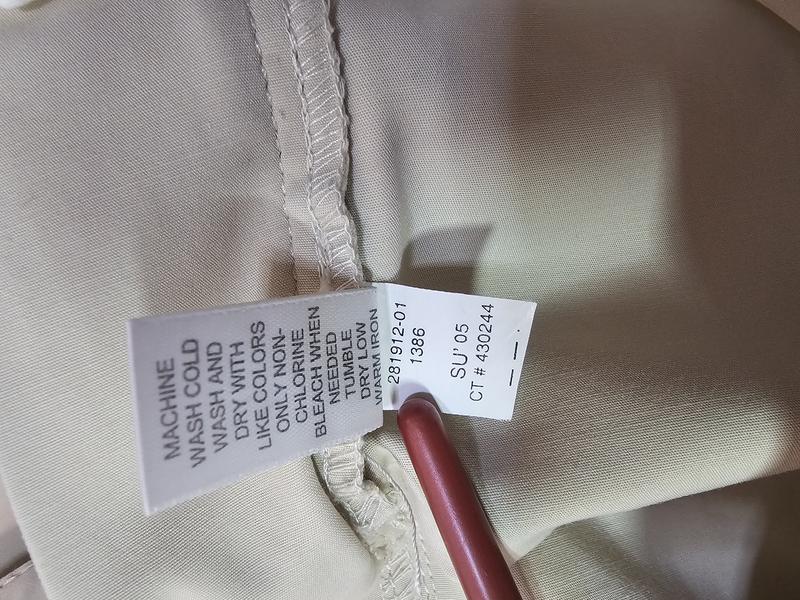 MACHINE
WASH COLD
WASH AND
DRY WITH
LIKE COLORS
ONLY NON-
CHLORINE
BLEACH WHEN
NEEDED
TUMBLE
DRY LOW
WARM IRON
281912-01
1386
SU' 05
CT # 430244